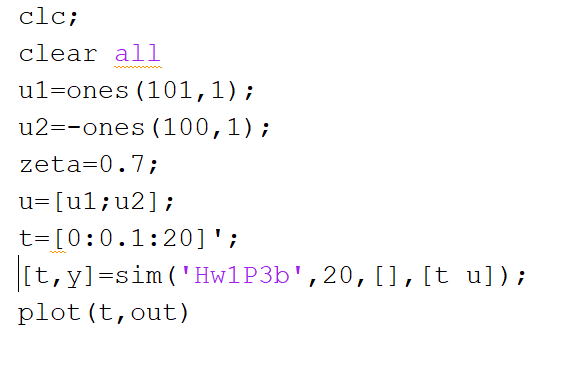 clc;
clear all
u1=ones(101,1);
u2=-ones(100,1);
zeta=0.7;
u=[u1;u2];
t=[0:0.1:20]';
[t,y]=sim('Hw1P3b',20,[],[t u]);
plot(t,out)